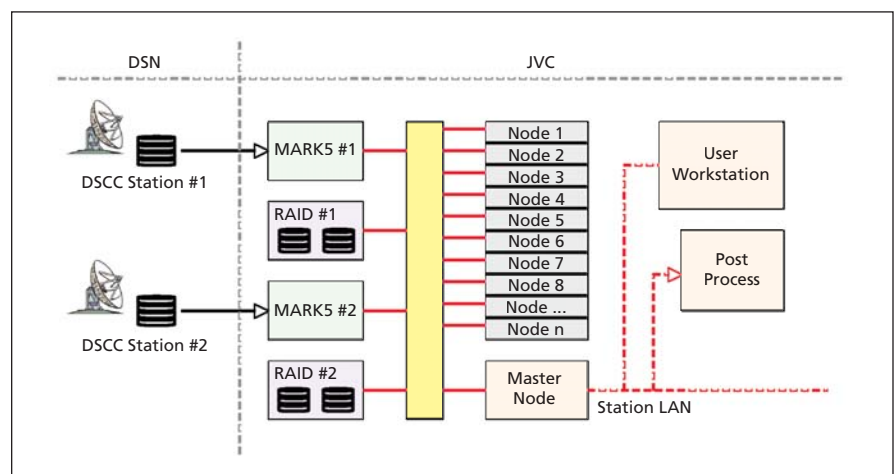 DSN
JVC
DSCC Station #1
DSCC Station #2
MARK5 #1
RAID #1
MARK5 #2
RAID #2
Node 1
Node 2
Node 3
Node 4
Node 5
Node 6
Node 7
Node 8
Node ...
Node n
Master
Node
User
Workstation
Post
Process
Station LAN